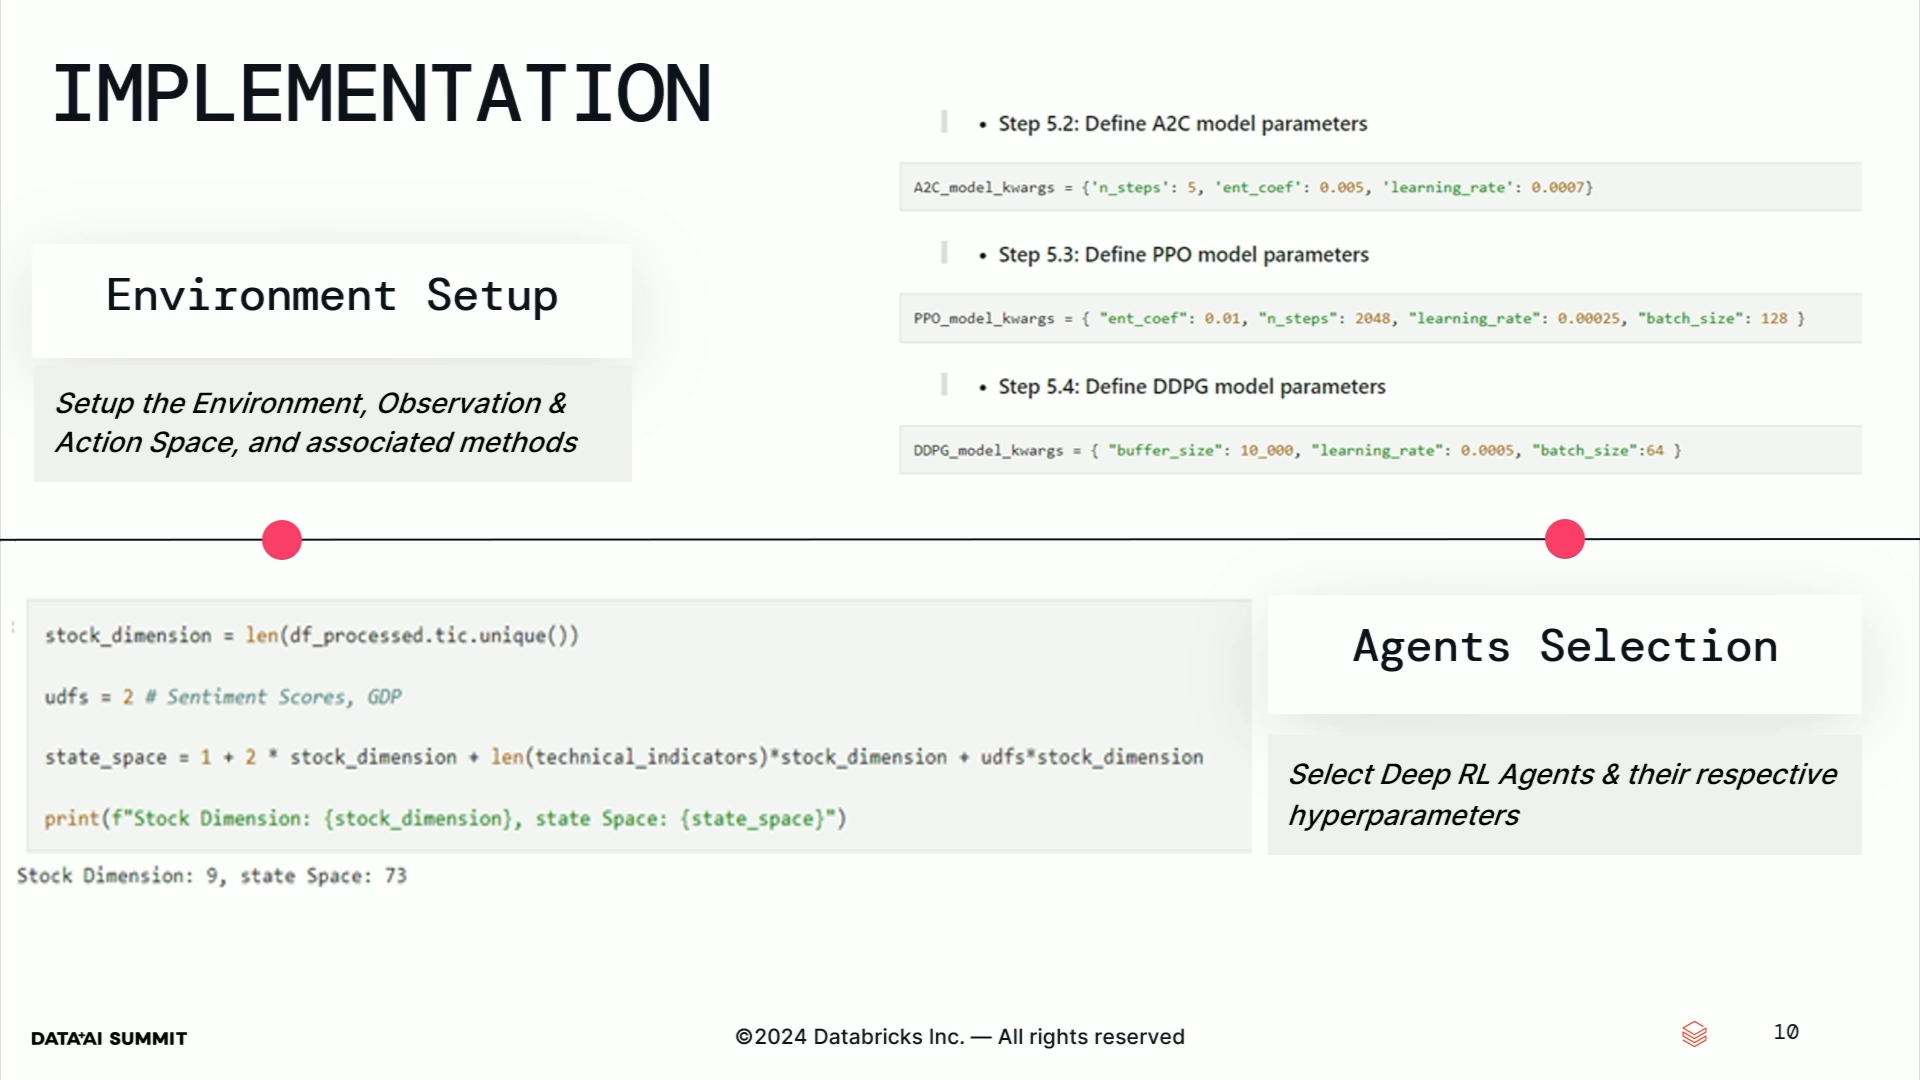 IMPLEMENTATION
Environment Setup
Setup the Environment, Observation &
Action Space, and associated methods
• Step 5.2: Define A2C model parameters
A2C_model_kwargs = {'n_steps': 5, 'ent_coef': 0.005, 'learning_rate': 0.0007}
• Step 5.3: Define PPO model parameters
PPO_model_kwargs = { "ent_coef": 0.01, "n_steps": 2048, "learning_rate": 0.00025, "batch_size": 128 }
• Step 5.4: Define DDPG model parameters
DDPG_model_kwargs = { "buffer_size": 10_000, "learning_rate": 0.0005, "batch_size":64 }
stock_dimension = len(df_processed.tic.unique())
udfs = 2 # Sentiment Scores, GDP
state_space = 1 + 2 * stock_dimension + len(technical_indicators)*stock_dimension + udfs*stock_dimension
print(f"Stock Dimension: {stock_dimension}, state Space: {state_space}")
Stock Dimension: 9, state Space: 73
Agents Selection
Select Deep RL Agents & their respective
hyperparameters
DATA+AI SUMMIT
©2024 Databricks Inc. — All rights reserved
10